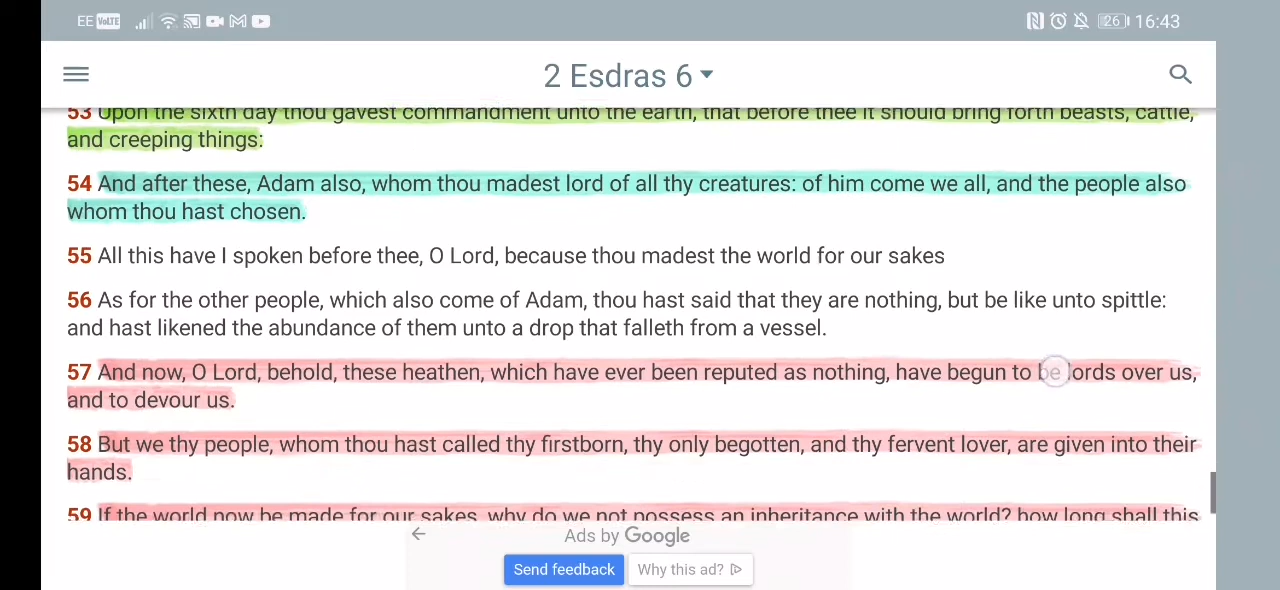 EE VoLTE 26 16:43
2 Esdras 6
53 Upon the sixth day thou gavest commandment unto the earth, that before thee it should bring forth beasts, cattle,
and creeping things:
54 And after these, Adam also, whom thou madest lord of all thy creatures: of him come we all, and the people also
whom thou hast chosen.
55 All this have I spoken before thee, O Lord, because thou madest the world for our sakes
56 As for the other people, which also come of Adam, thou hast said that they are nothing, but be like unto spittle:
and hast likened the abundance of them unto a drop that falleth from a vessel.
57 And now, O Lord, behold, these heathen, which have ever been reputed as nothing, have begun to be lords over us,
and to devour us.
58 But we thy people, whom thou hast called thy firstborn, thy only begotten, and thy fervent lover, are given into their
hands.
59 If the world now be made for our sakes, why do we not possess an inheritance with the world? how long shall this
Ads by Google
Send feedback Why this ad?